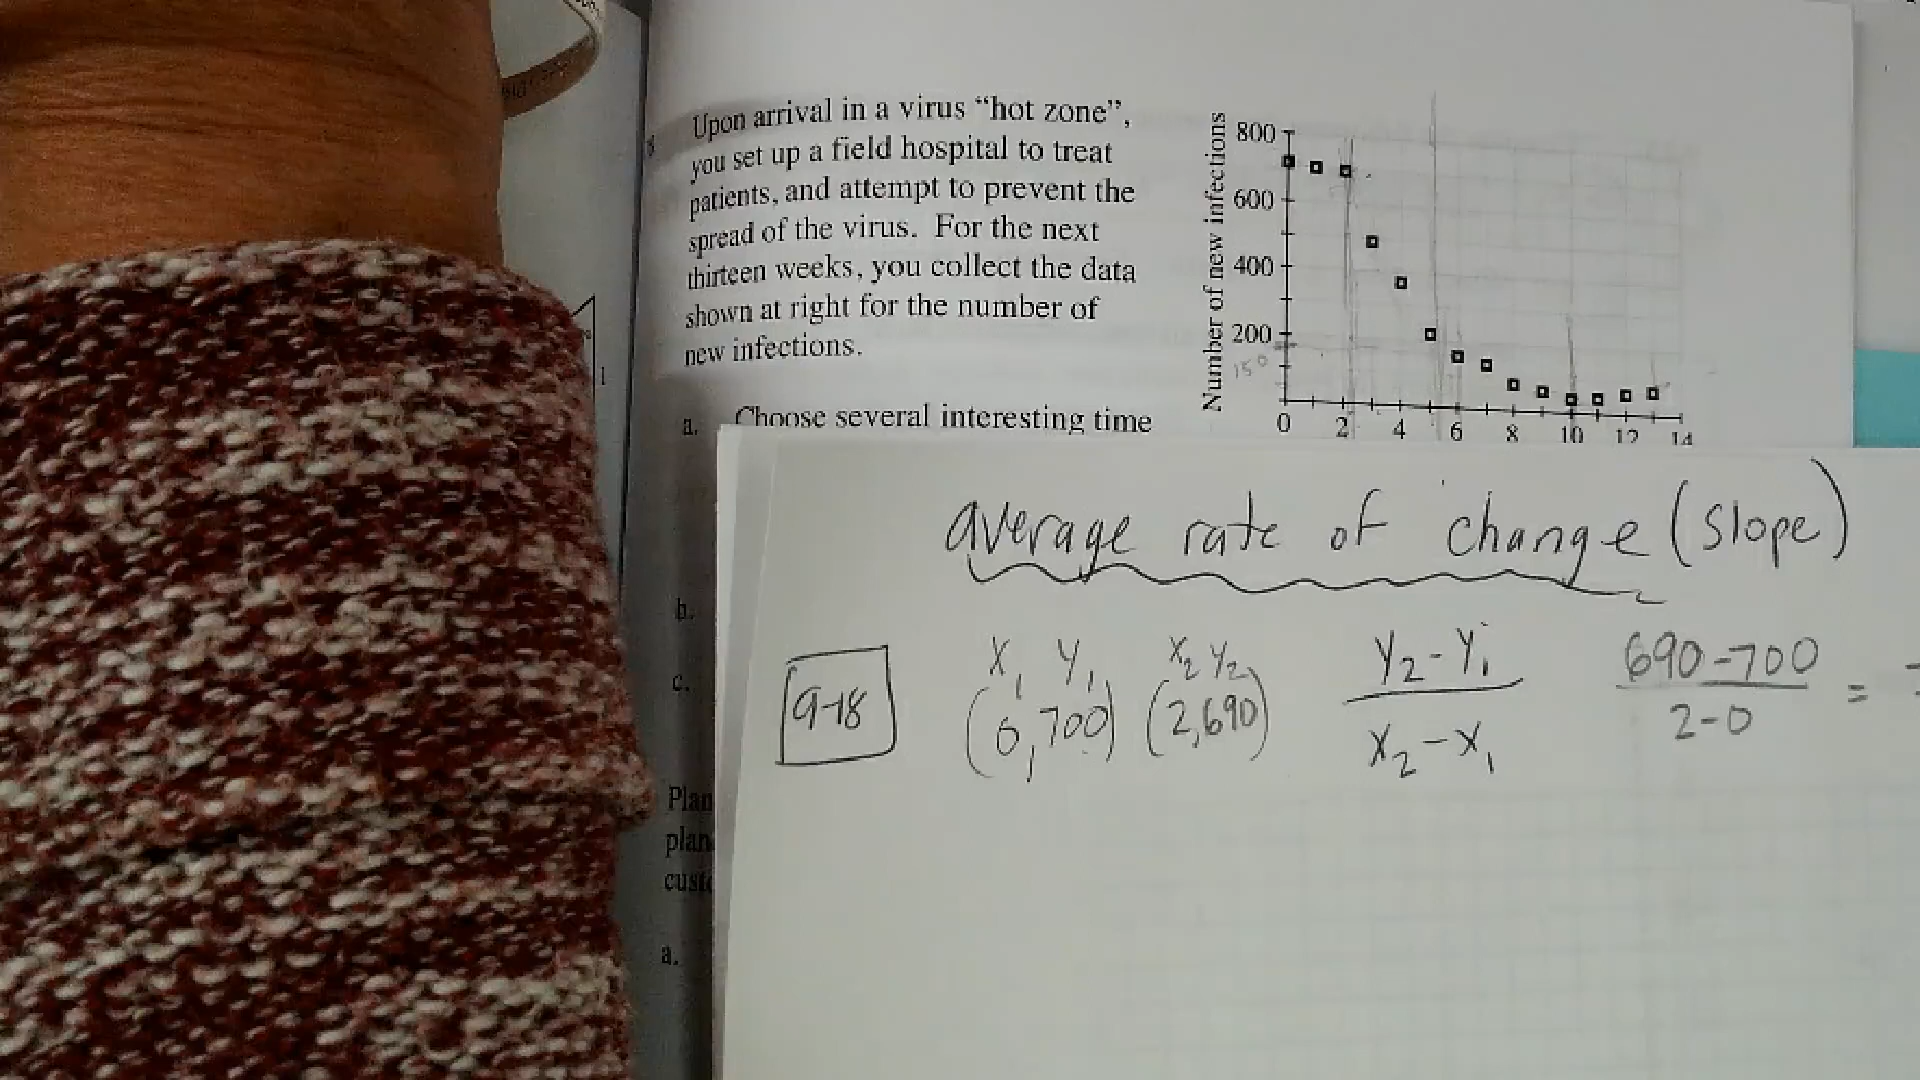 Upon arrival in a virus “hot zone”,
you set up a field hospital to treat
patients, and attempt to prevent the
spread of the virus. For the next
thirteen weeks, you collect the data
shown at right for the number of
new infections.
a. Choose several interesting time
b.
c.
Plan
plan
a.
Number of new infections
800
600
400
200
150
0 2 4 6 8 10 12 14
1
average rate of change (slope)
9-18
x₁ y₁ x₂ y₂
(0, 700) (2, 690)
y₂ - y₁
x₂ - x₁
690 - 700
2 - 0
= -